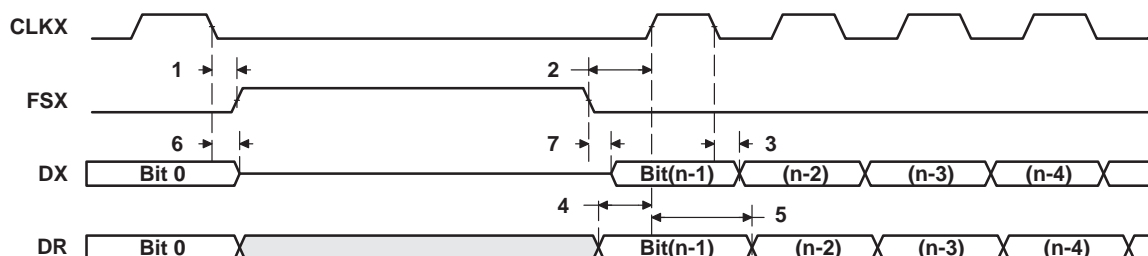 CLKX
1 2
FSX
6 7 3
DX Bit 0 Bit(n-1) (n-2) (n-3) (n-4)
4 5
DR Bit 0 Bit(n-1) (n-2) (n-3) (n-4)